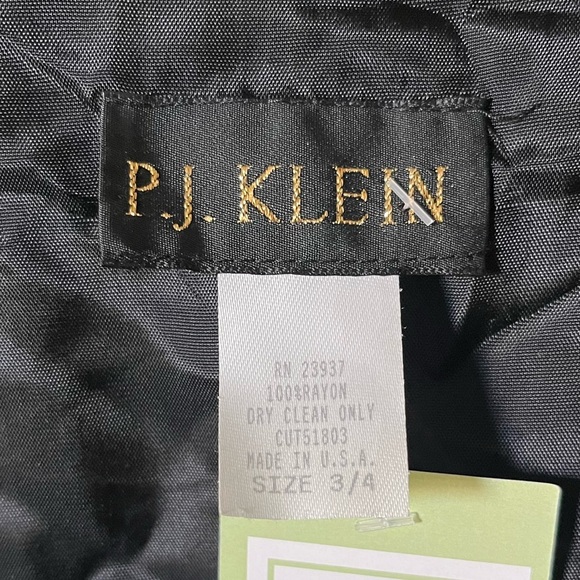 P.J. KLEIN
RN 23937
100%RAYON
DRY CLEAN ONLY
CUT51803
MADE IN U.S.A.
SIZE 3/4